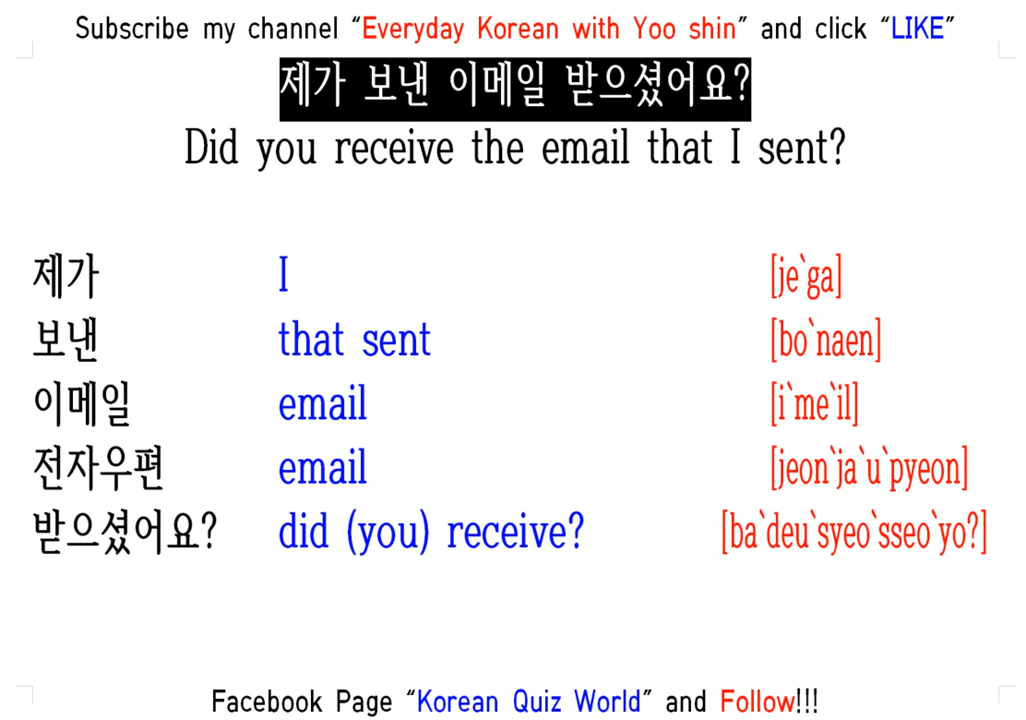 Subscribe my channel “Everyday Korean with Yoo shin” and click “LIKE”
제가 보낸 이메일 받으셨어요?
Did you receive the email that I sent?
제가 I [je`ga]
보낸 that sent [bo`naen]
이메일 email [i`me`il]
전자우편 email [jeon`ja`u`pyeon]
받으셨어요? did (you) receive? [ba`deu`syeo`sseo`yo?]
Facebook Page “Korean Quiz World” and Follow!!!